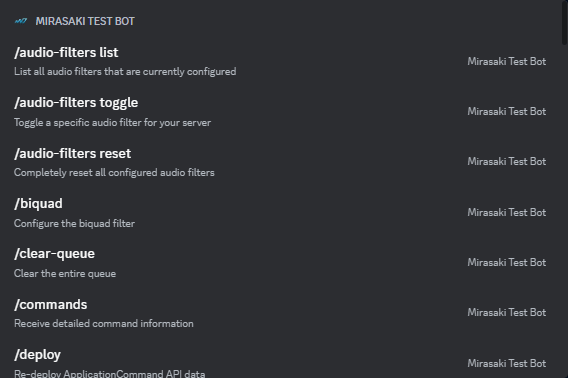 MIRASAKI TEST BOT
/audio-filters list
List all audio filters that are currently configured
Mirasaki Test Bot
/audio-filters toggle
Toggle a specific audio filter for your server
Mirasaki Test Bot
/audio-filters reset
Completely reset all configured audio filters
Mirasaki Test Bot
/biquad
Configure the biquad filter
Mirasaki Test Bot
/clear-queue
Clear the entire queue
Mirasaki Test Bot
/commands
Receive detailed command information
Mirasaki Test Bot
/deploy
Re-deploy ApplicationCommand API data
Mirasaki Test Bot